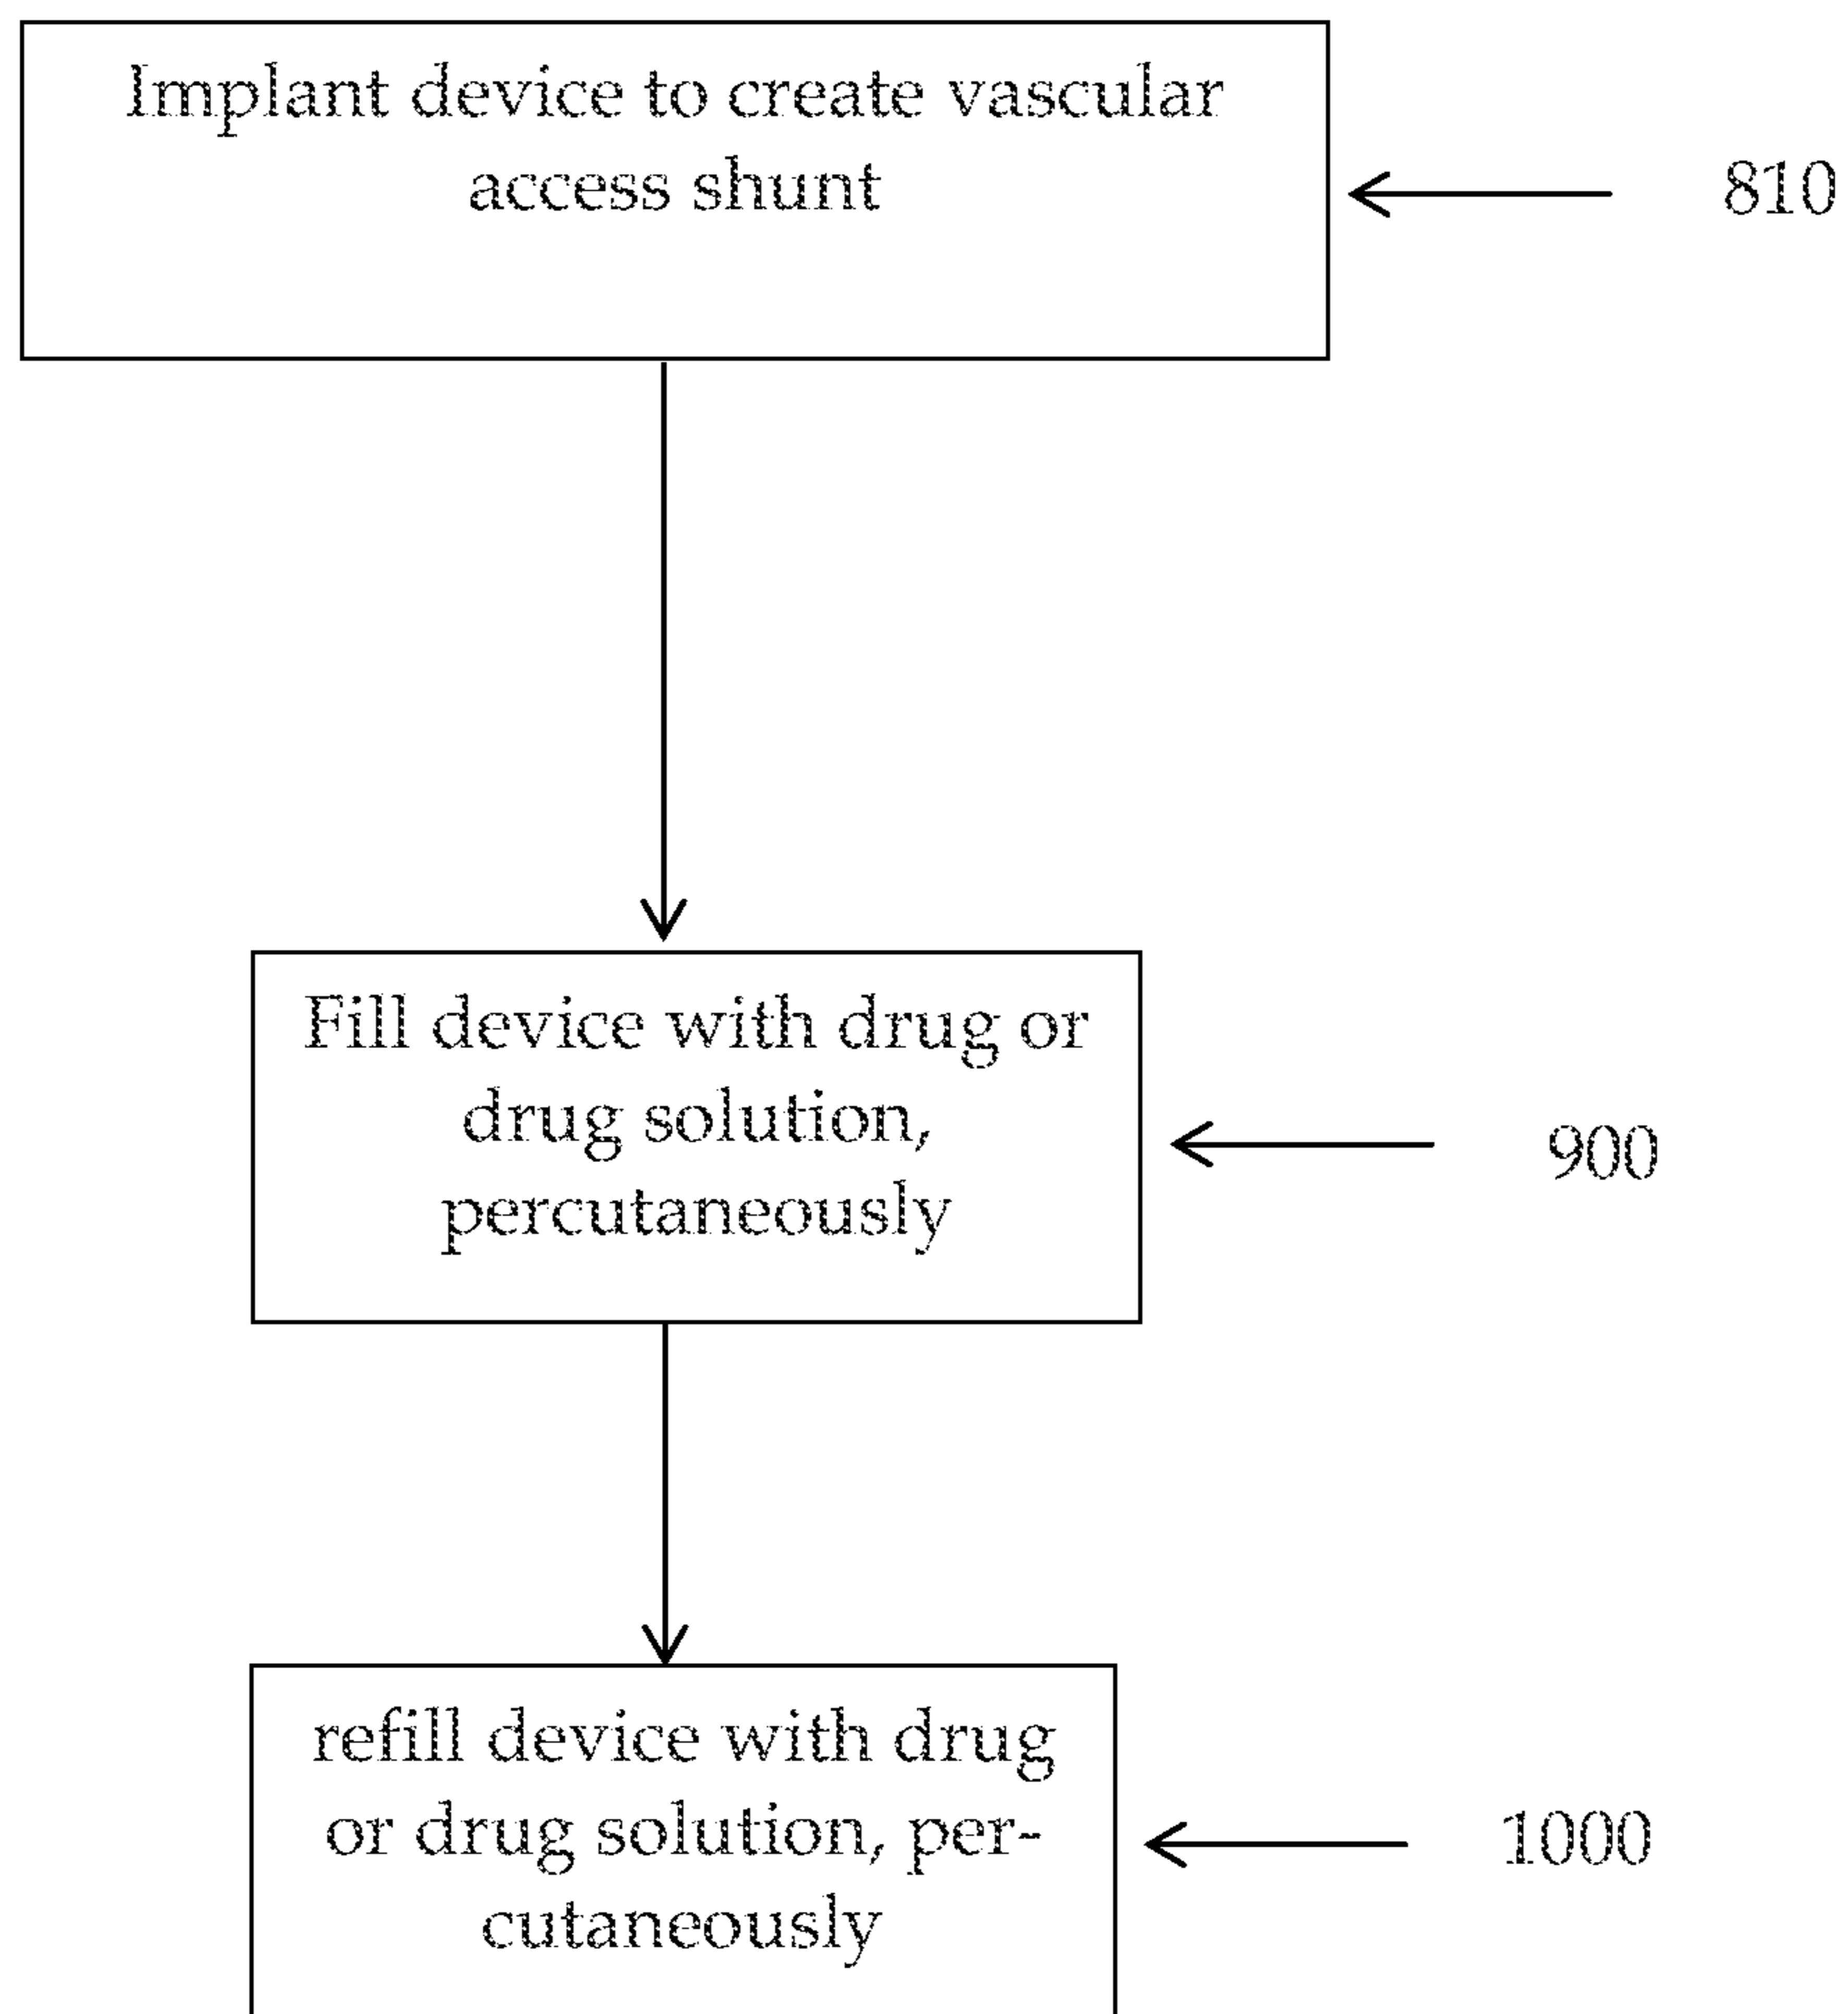 Implant device to create vascular
access shunt
810
Fill device with drug or
drug solution,
percutaneously
900
refill device with drug
or drug solution, per-
cutaneously
1000